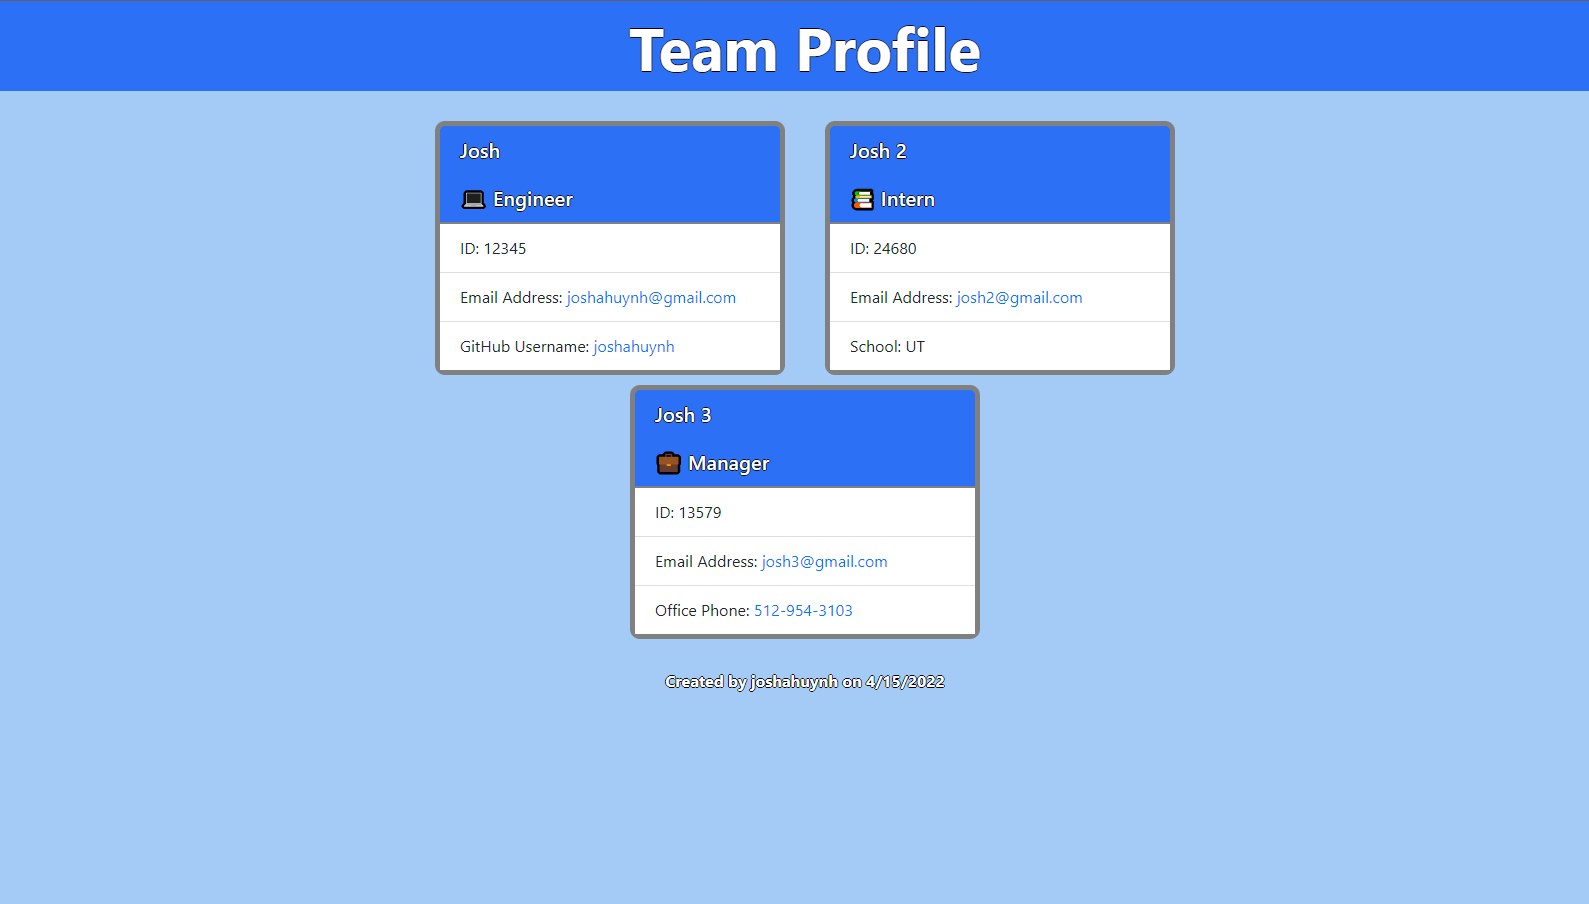 Team Profile
Josh
Engineer
ID: 12345
Email Address: joshahuynh@gmail.com
GitHub Username: joshahuynh
Josh 2
Intern
ID: 24680
Email Address: josh2@gmail.com
School: UT
Josh 3
Manager
ID: 13579
Email Address: josh3@gmail.com
Office Phone: 512-954-3103
Created by joshahuynh on 4/15/2022